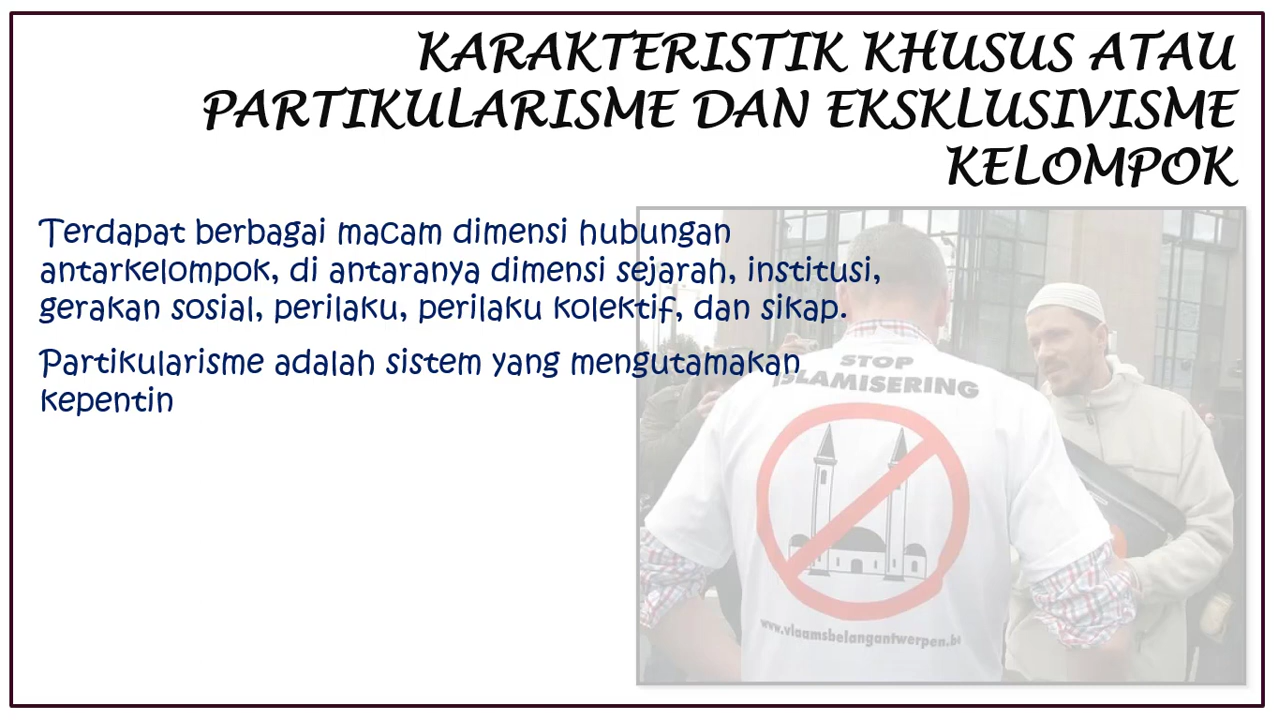 KARAKTERISTIK KHUSUS ATAU
PARTIKULARISME DAN EKSKLUSIVISME
KELOMPOK
Terdapat berbagai macam dimensi hubungan
antarkelompok, di antaranya dimensi sejarah, institusi,
gerakan sosial, perilaku, perilaku kolektif, dan sikap.
Partikularisme adalah sistem yang mengutamakan
kepentin
STOP
ISLAMISERING
www.vlaamsbelangantwerpen.be